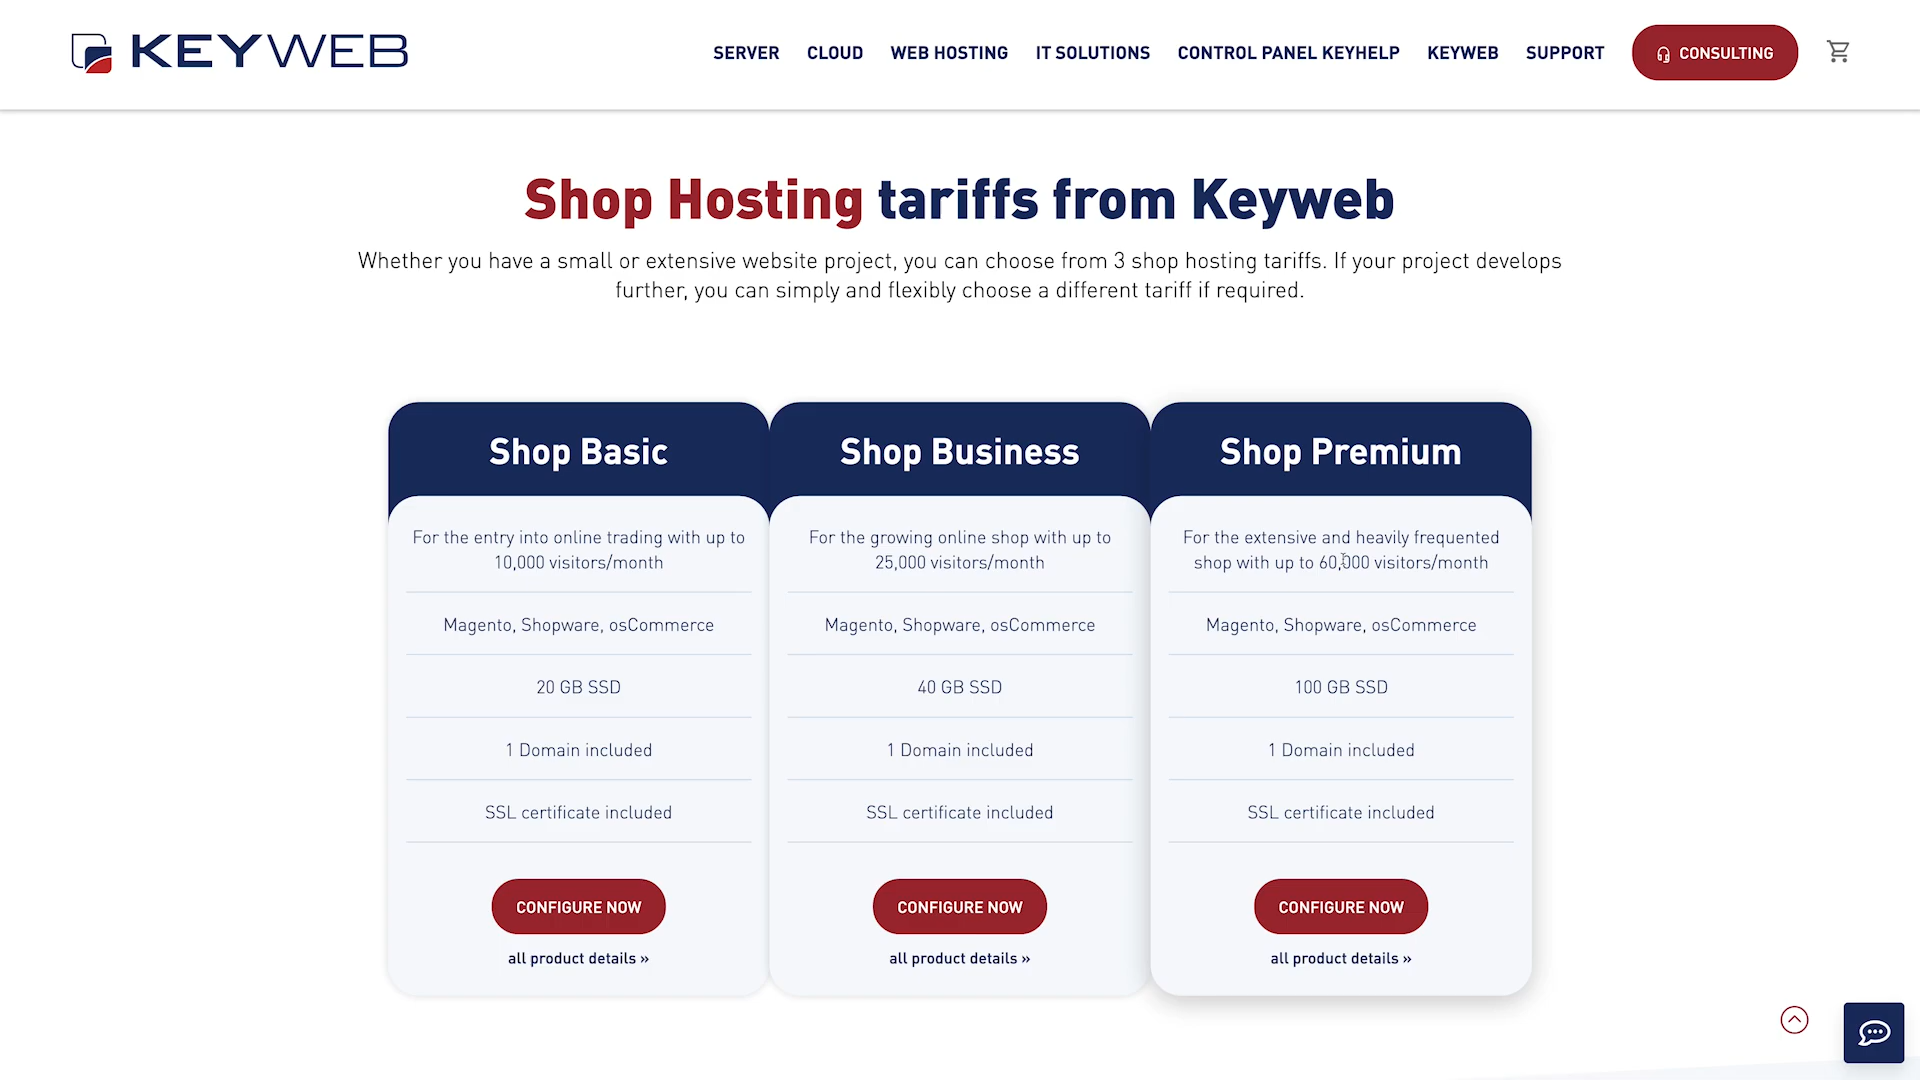 KEYWEB
SERVER CLOUD WEB HOSTING IT SOLUTIONS CONTROL PANEL KEYHELP KEYWEB SUPPORT CONSULTING
Shop Hosting tariffs from Keyweb
Whether you have a small or extensive website project, you can choose from 3 shop hosting tariffs. If your project develops
further, you can simply and flexibly choose a different tariff if required.
Shop Basic
For the entry into online trading with up to
10,000 visitors/month
Magento, Shopware, osCommerce
20 GB SSD
1 Domain included
SSL certificate included
CONFIGURE NOW
all product details »
Shop Business
For the growing online shop with up to
25,000 visitors/month
Magento, Shopware, osCommerce
40 GB SSD
1 Domain included
SSL certificate included
CONFIGURE NOW
all product details »
Shop Premium
For the extensive and heavily frequented
shop with up to 60,000 visitors/month
Magento, Shopware, osCommerce
100 GB SSD
1 Domain included
SSL certificate included
CONFIGURE NOW
all product details »